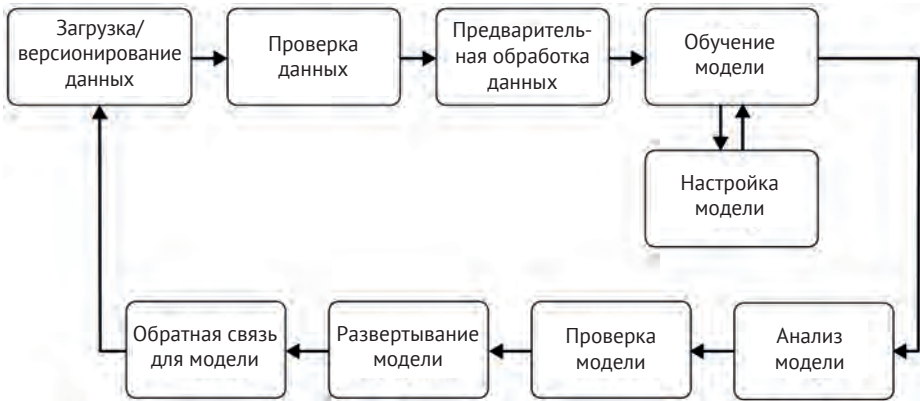 Загрузка/
версионирование
данных
Проверка
данных
Предваритель-
ная обработка
данных
Обучение
модели
Настройка
модели
Обратная связь
для модели
Развертывание
модели
Проверка
модели
Анализ
модели